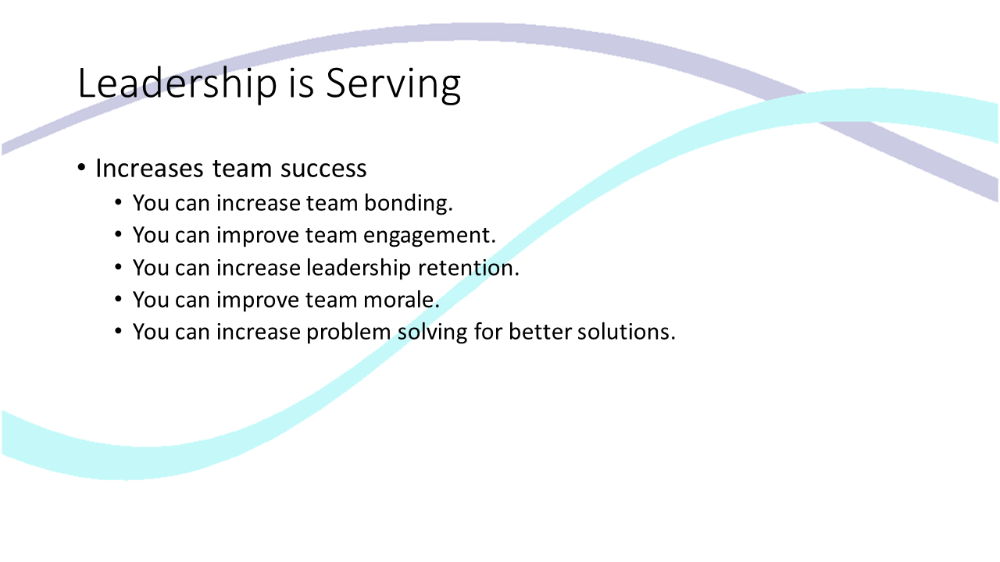 Leadership is Serving
• Increases team success
• You can increase team bonding.
• You can improve team engagement.
• You can increase leadership retention.
• You can improve team morale.
• You can increase problem solving for better solutions.